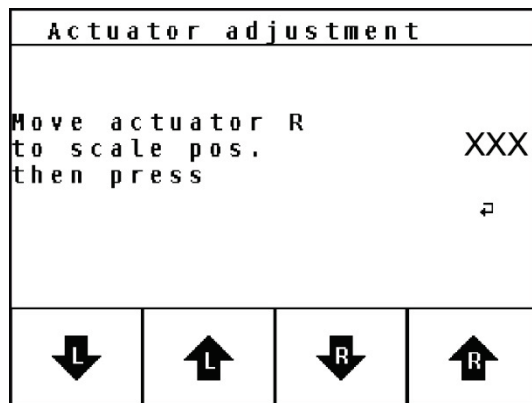 Actuator adjustment
Move actuator R
to scale pos. XXX
then press ↵
L L R R